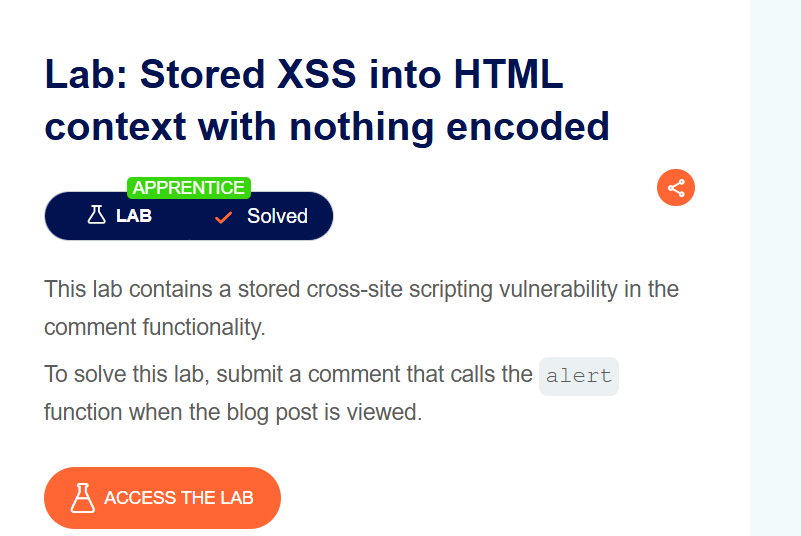 Lab: Stored XSS into HTML
context with nothing encoded
APPRENTICE
LAB Solved
This lab contains a stored cross-site scripting vulnerability in the
comment functionality.
To solve this lab, submit a comment that calls the alert
function when the blog post is viewed.
ACCESS THE LAB